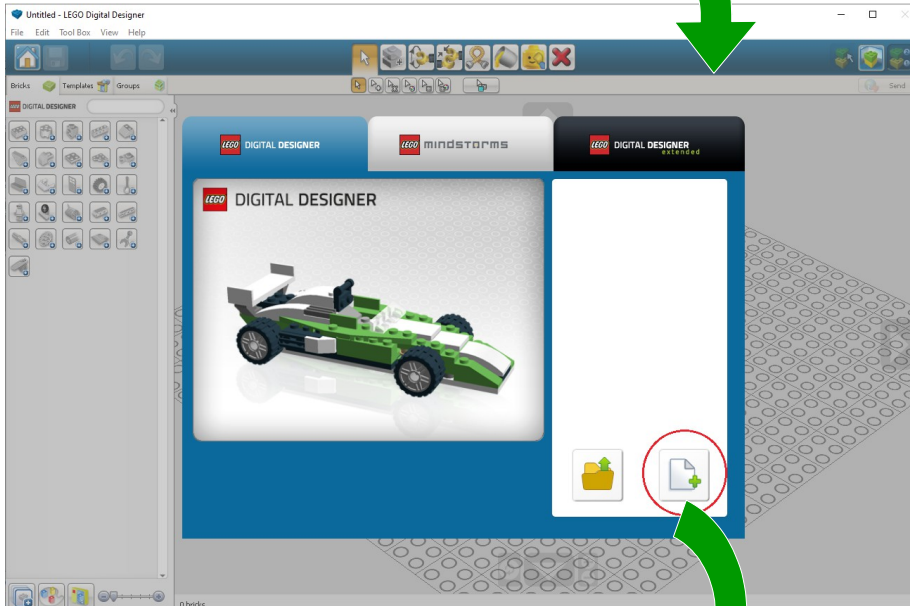 Untitled - LEGO Digital Designer
File Edit Tool Box View Help
Bricks Templates Groups
Send
LEGO DIGITAL DESIGNER
LEGO DIGITAL DESIGNER
LEGO mindstorms
LEGO DIGITAL DESIGNER
extended
LEGO DIGITAL DESIGNER
0 bricks